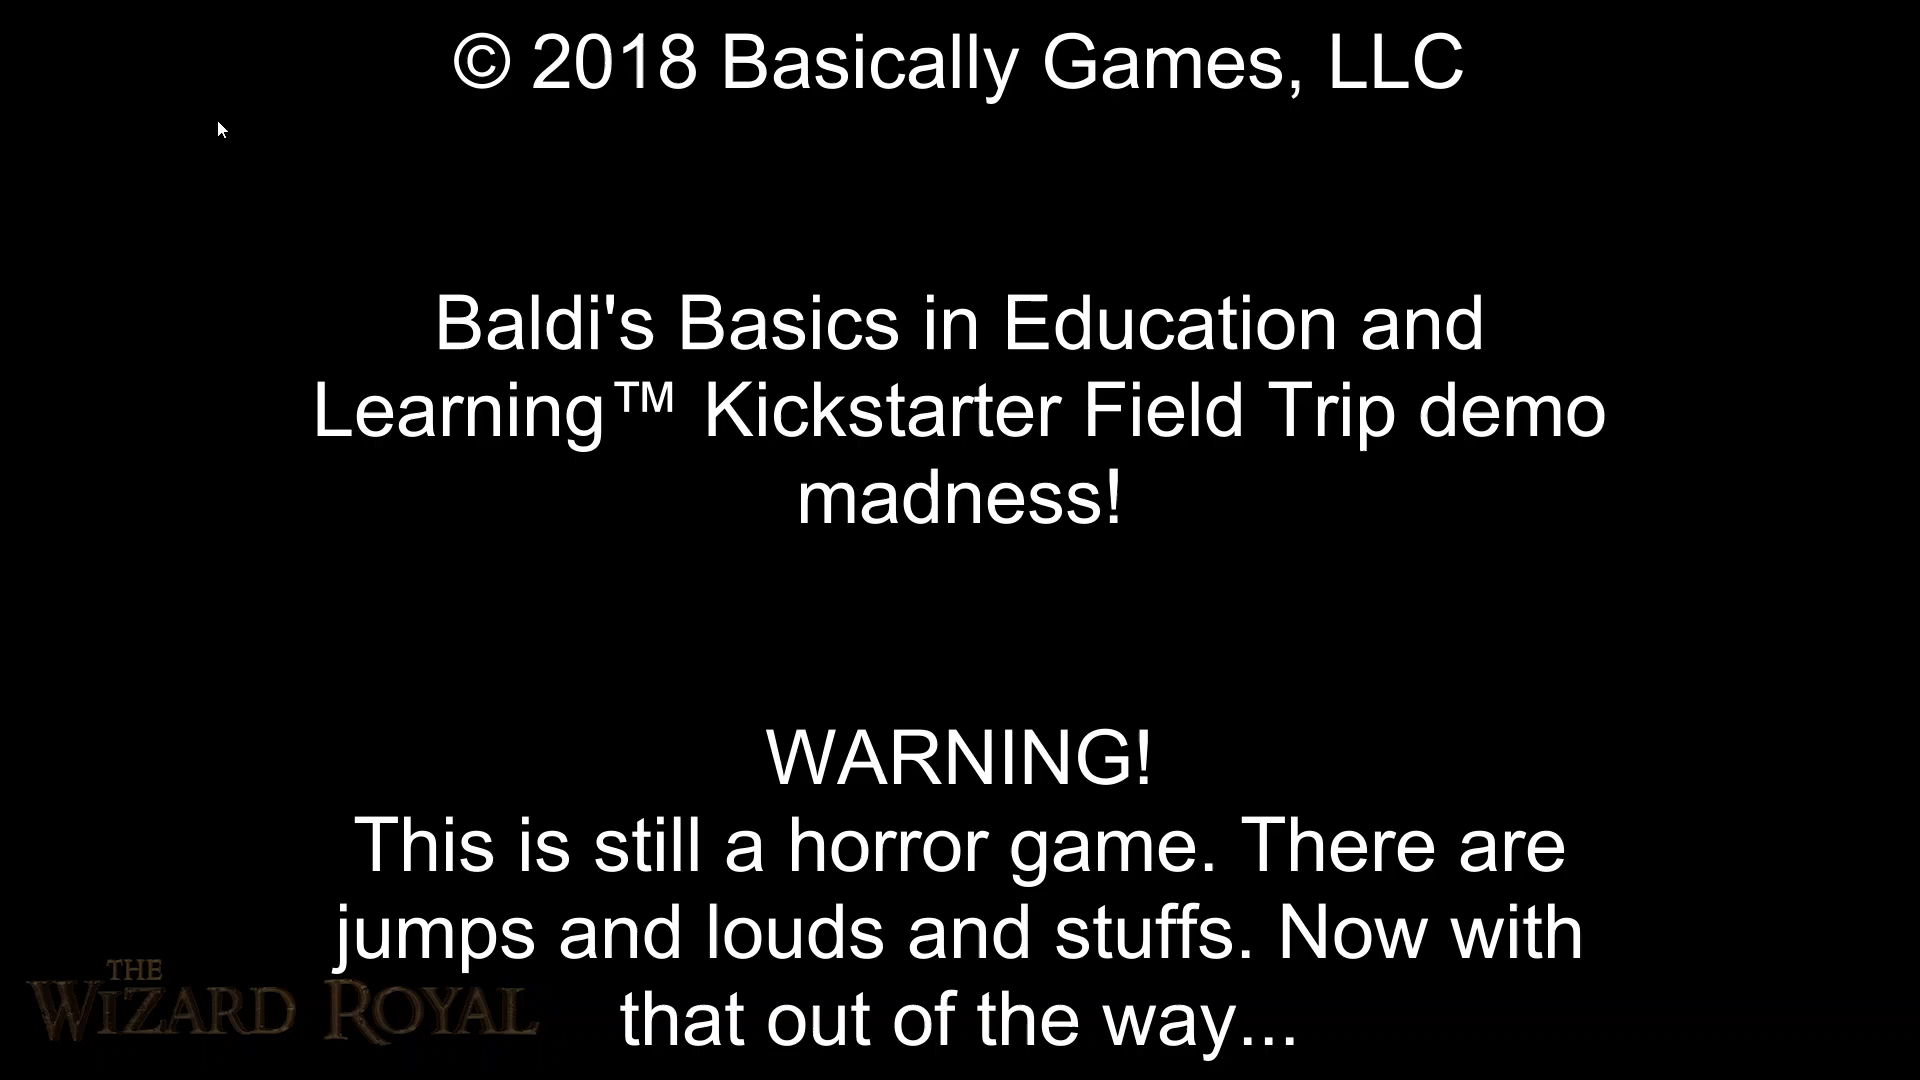 © 2018 Basically Games, LLC
Baldi's Basics in Education and
Learning™ Kickstarter Field Trip demo
madness!
WARNING!
This is still a horror game. There are
jumps and louds and stuffs. Now with
that out of the way...
THE
WIZARD ROYAL